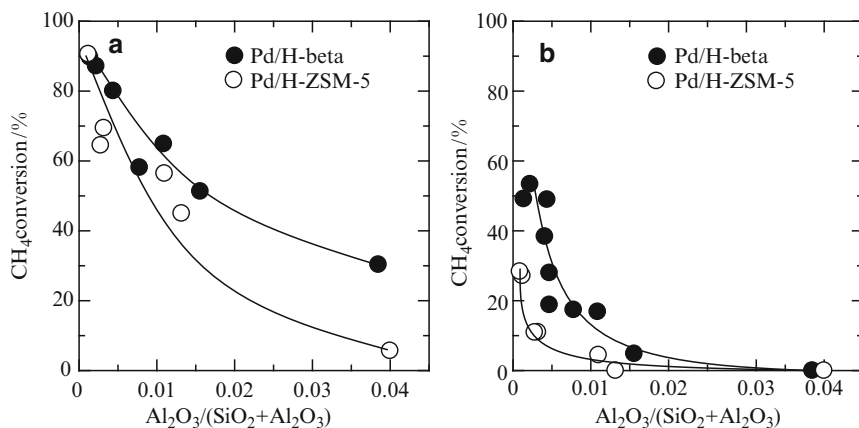 a
Pd/H-beta
Pd/H-ZSM-5
100
80
60
40
20
0
CH₄conversion/%
0 0.01 0.02 0.03 0.04
Al₂O₃/(SiO₂+Al₂O₃)
b
Pd/H-beta
Pd/H-ZSM-5
100
80
60
40
20
0
CH₄conversion/%
0 0.01 0.02 0.03 0.04
Al₂O₃/(SiO₂+Al₂O₃)